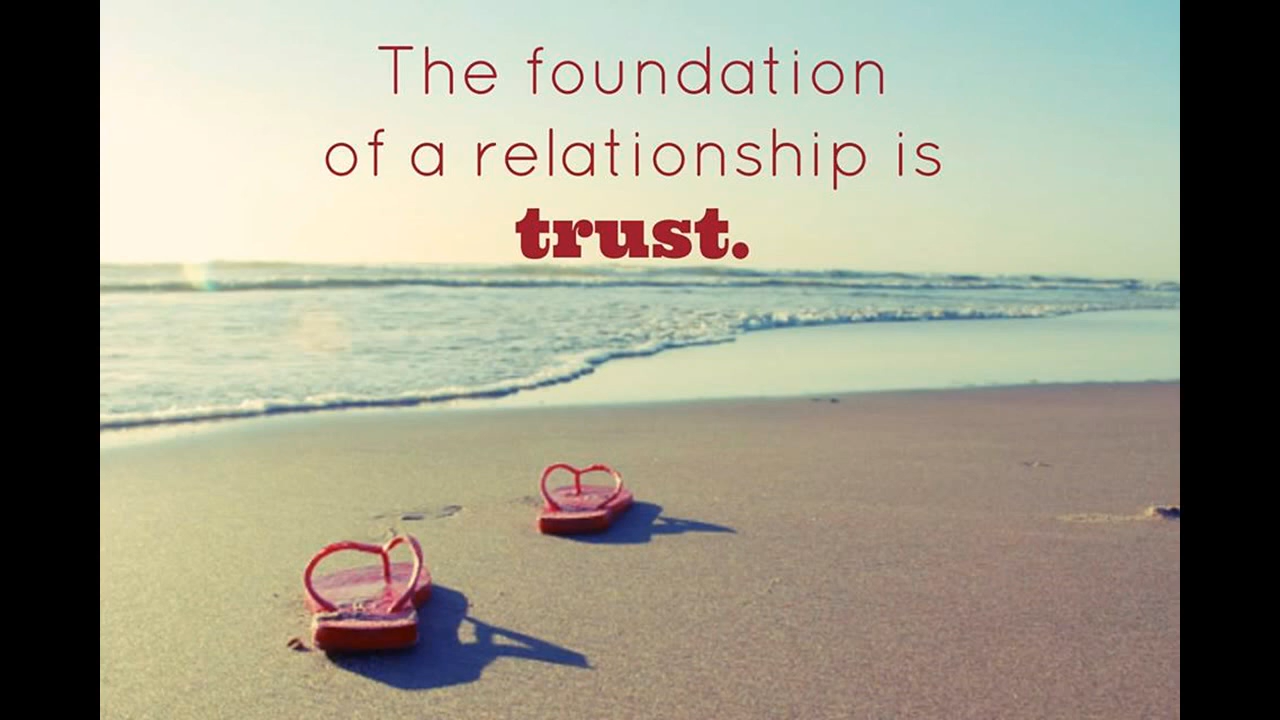 The foundation
of a relationship is
trust.